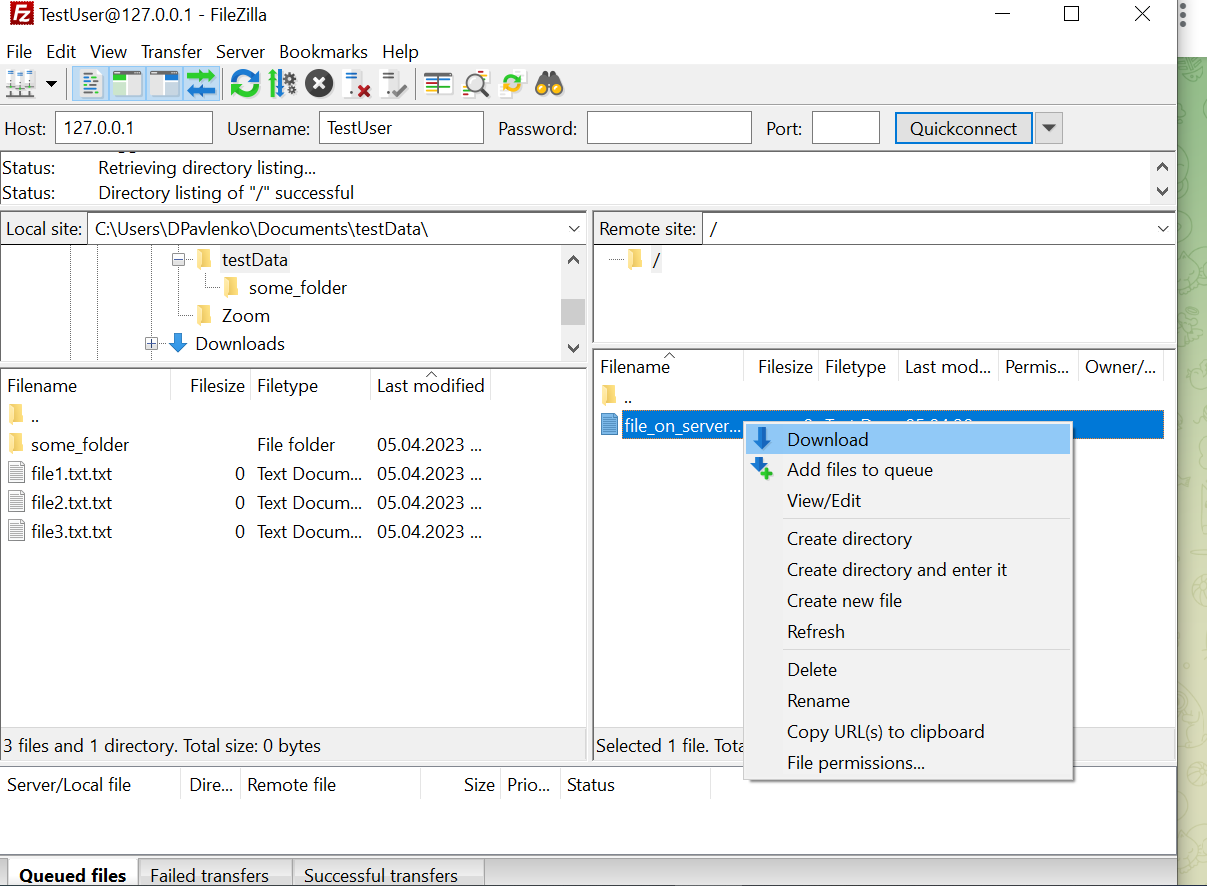 TestUser@127.0.0.1 - FileZilla
File Edit View Transfer Server Bookmarks Help
Host: 127.0.0.1 Username: TestUser Password: Port: Quickconnect
Status: Retrieving directory listing...
Status: Directory listing of "/" successful
Local site: C:\Users\DPavlenko\Documents\testData\
testData
some_folder
Zoom
Downloads
Filename Filesize Filetype Last modified
..
some_folder File folder 05.04.2023 ...
file1.txt.txt 0 Text Docum... 05.04.2023 ...
file2.txt.txt 0 Text Docum... 05.04.2023 ...
file3.txt.txt 0 Text Docum... 05.04.2023 ...
3 files and 1 directory. Total size: 0 bytes
Remote site: /
/
Filename Filesize Filetype Last mod... Permis... Owner/...
..
file_on_server...
Download
Add files to queue
View/Edit
Create directory
Create directory and enter it
Create new file
Refresh
Delete
Rename
Copy URL(s) to clipboard
File permissions...
Selected 1 file.
Server/Local file Dire... Remote file Size Prio... Status
Queued files Failed transfers Successful transfers